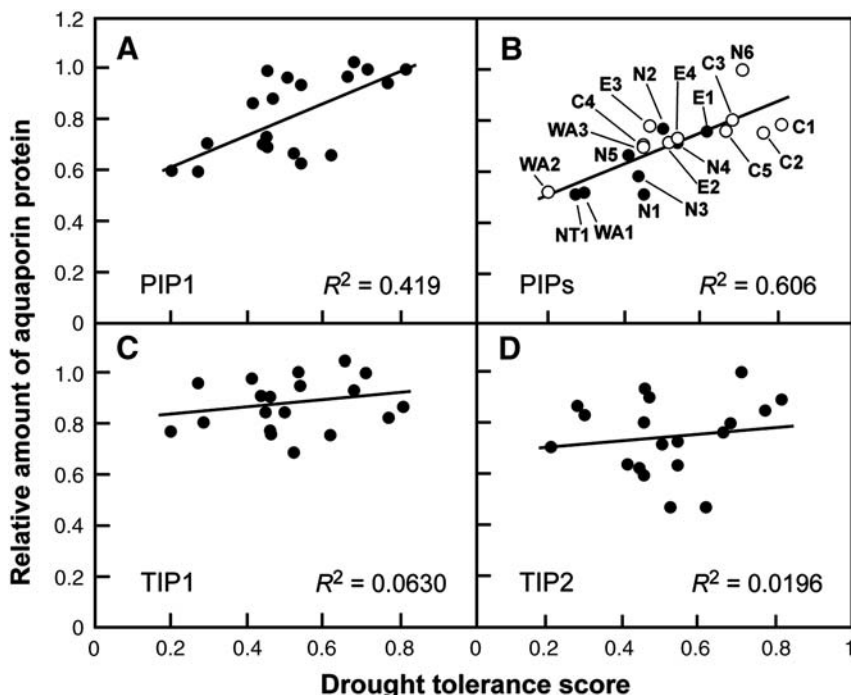 Relative amount of aquaporin protein
1.2
1.0
0.8
0.6
0.4
0.2
0
A
PIP1
R² = 0.419
B
N6
C3
E4
N2
E3
E1
C4
WA3
C1
N5
WA2
N4
C5
C2
E2
NT1
WA1
N1
N3
PIPs
R² = 0.606
C
1.0
0.8
0.6
0.4
0.2
0
TIP1
R² = 0.0630
D
TIP2
R² = 0.0196
0 0.2 0.4 0.6 0.8 0.2 0.4 0.6 0.8 1
Drought tolerance score